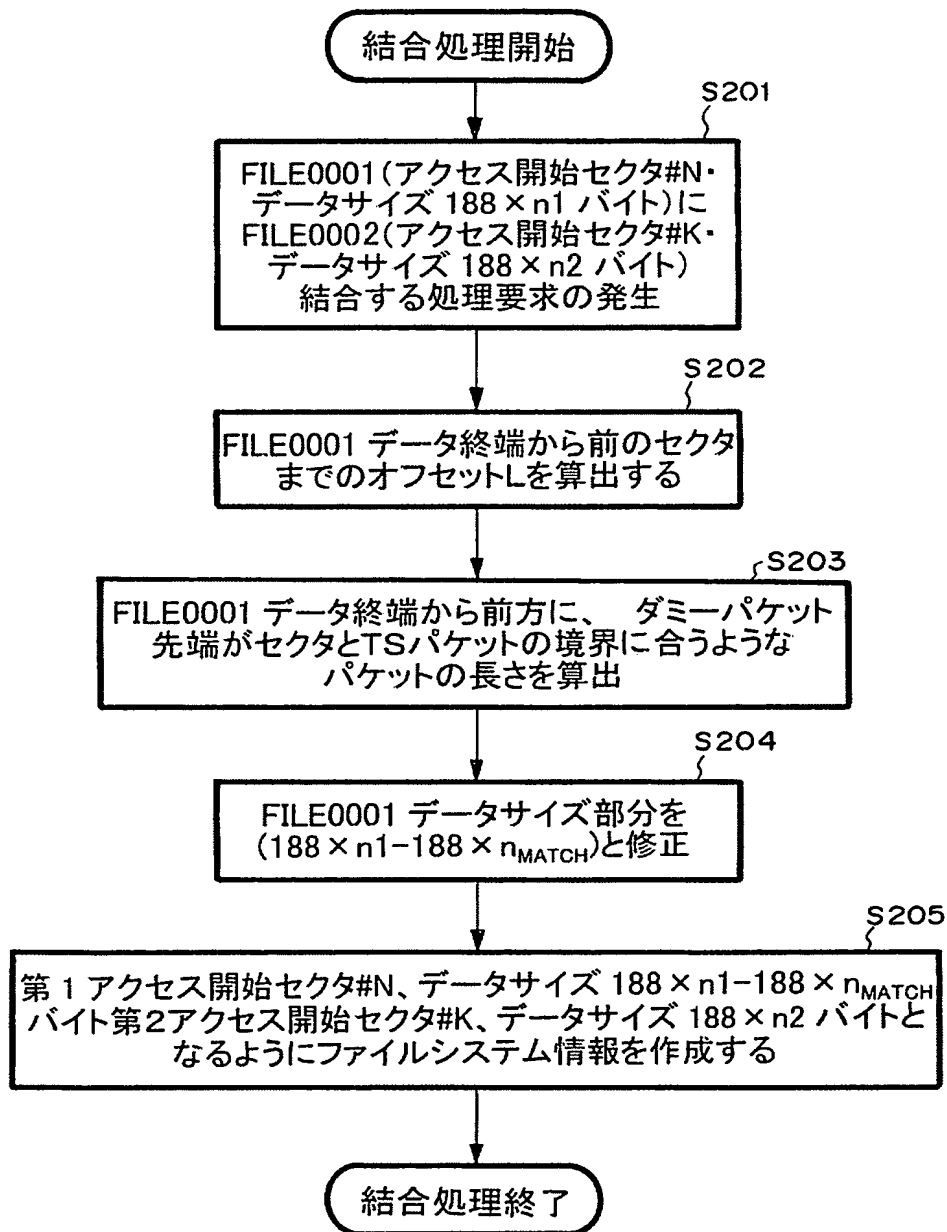 結合処理開始
S201
FILE0001(アクセス開始セクタ#N・
データサイズ 188×n1 バイト)に
FILE0002(アクセス開始セクタ#K・
データサイズ 188×n2 バイト)
結合する処理要求の発生
S202
FILE0001 データ終端から前のセクタ
までのオフセットLを算出する
S203
FILE0001 データ終端から前方に、 ダミーパケット
先端がセクタとTSパケットの境界に合うような
パケットの長さを算出
S204
FILE0001 データサイズ部分を
(188×n1-188×nMATCH)と修正
S205
第1アクセス開始セクタ#N、データサイズ 188×n1-188×nMATCH
バイト第2アクセス開始セクタ#K、データサイズ 188×n2 バイトと
なるようにファイルシステム情報を作成する
結合処理終了